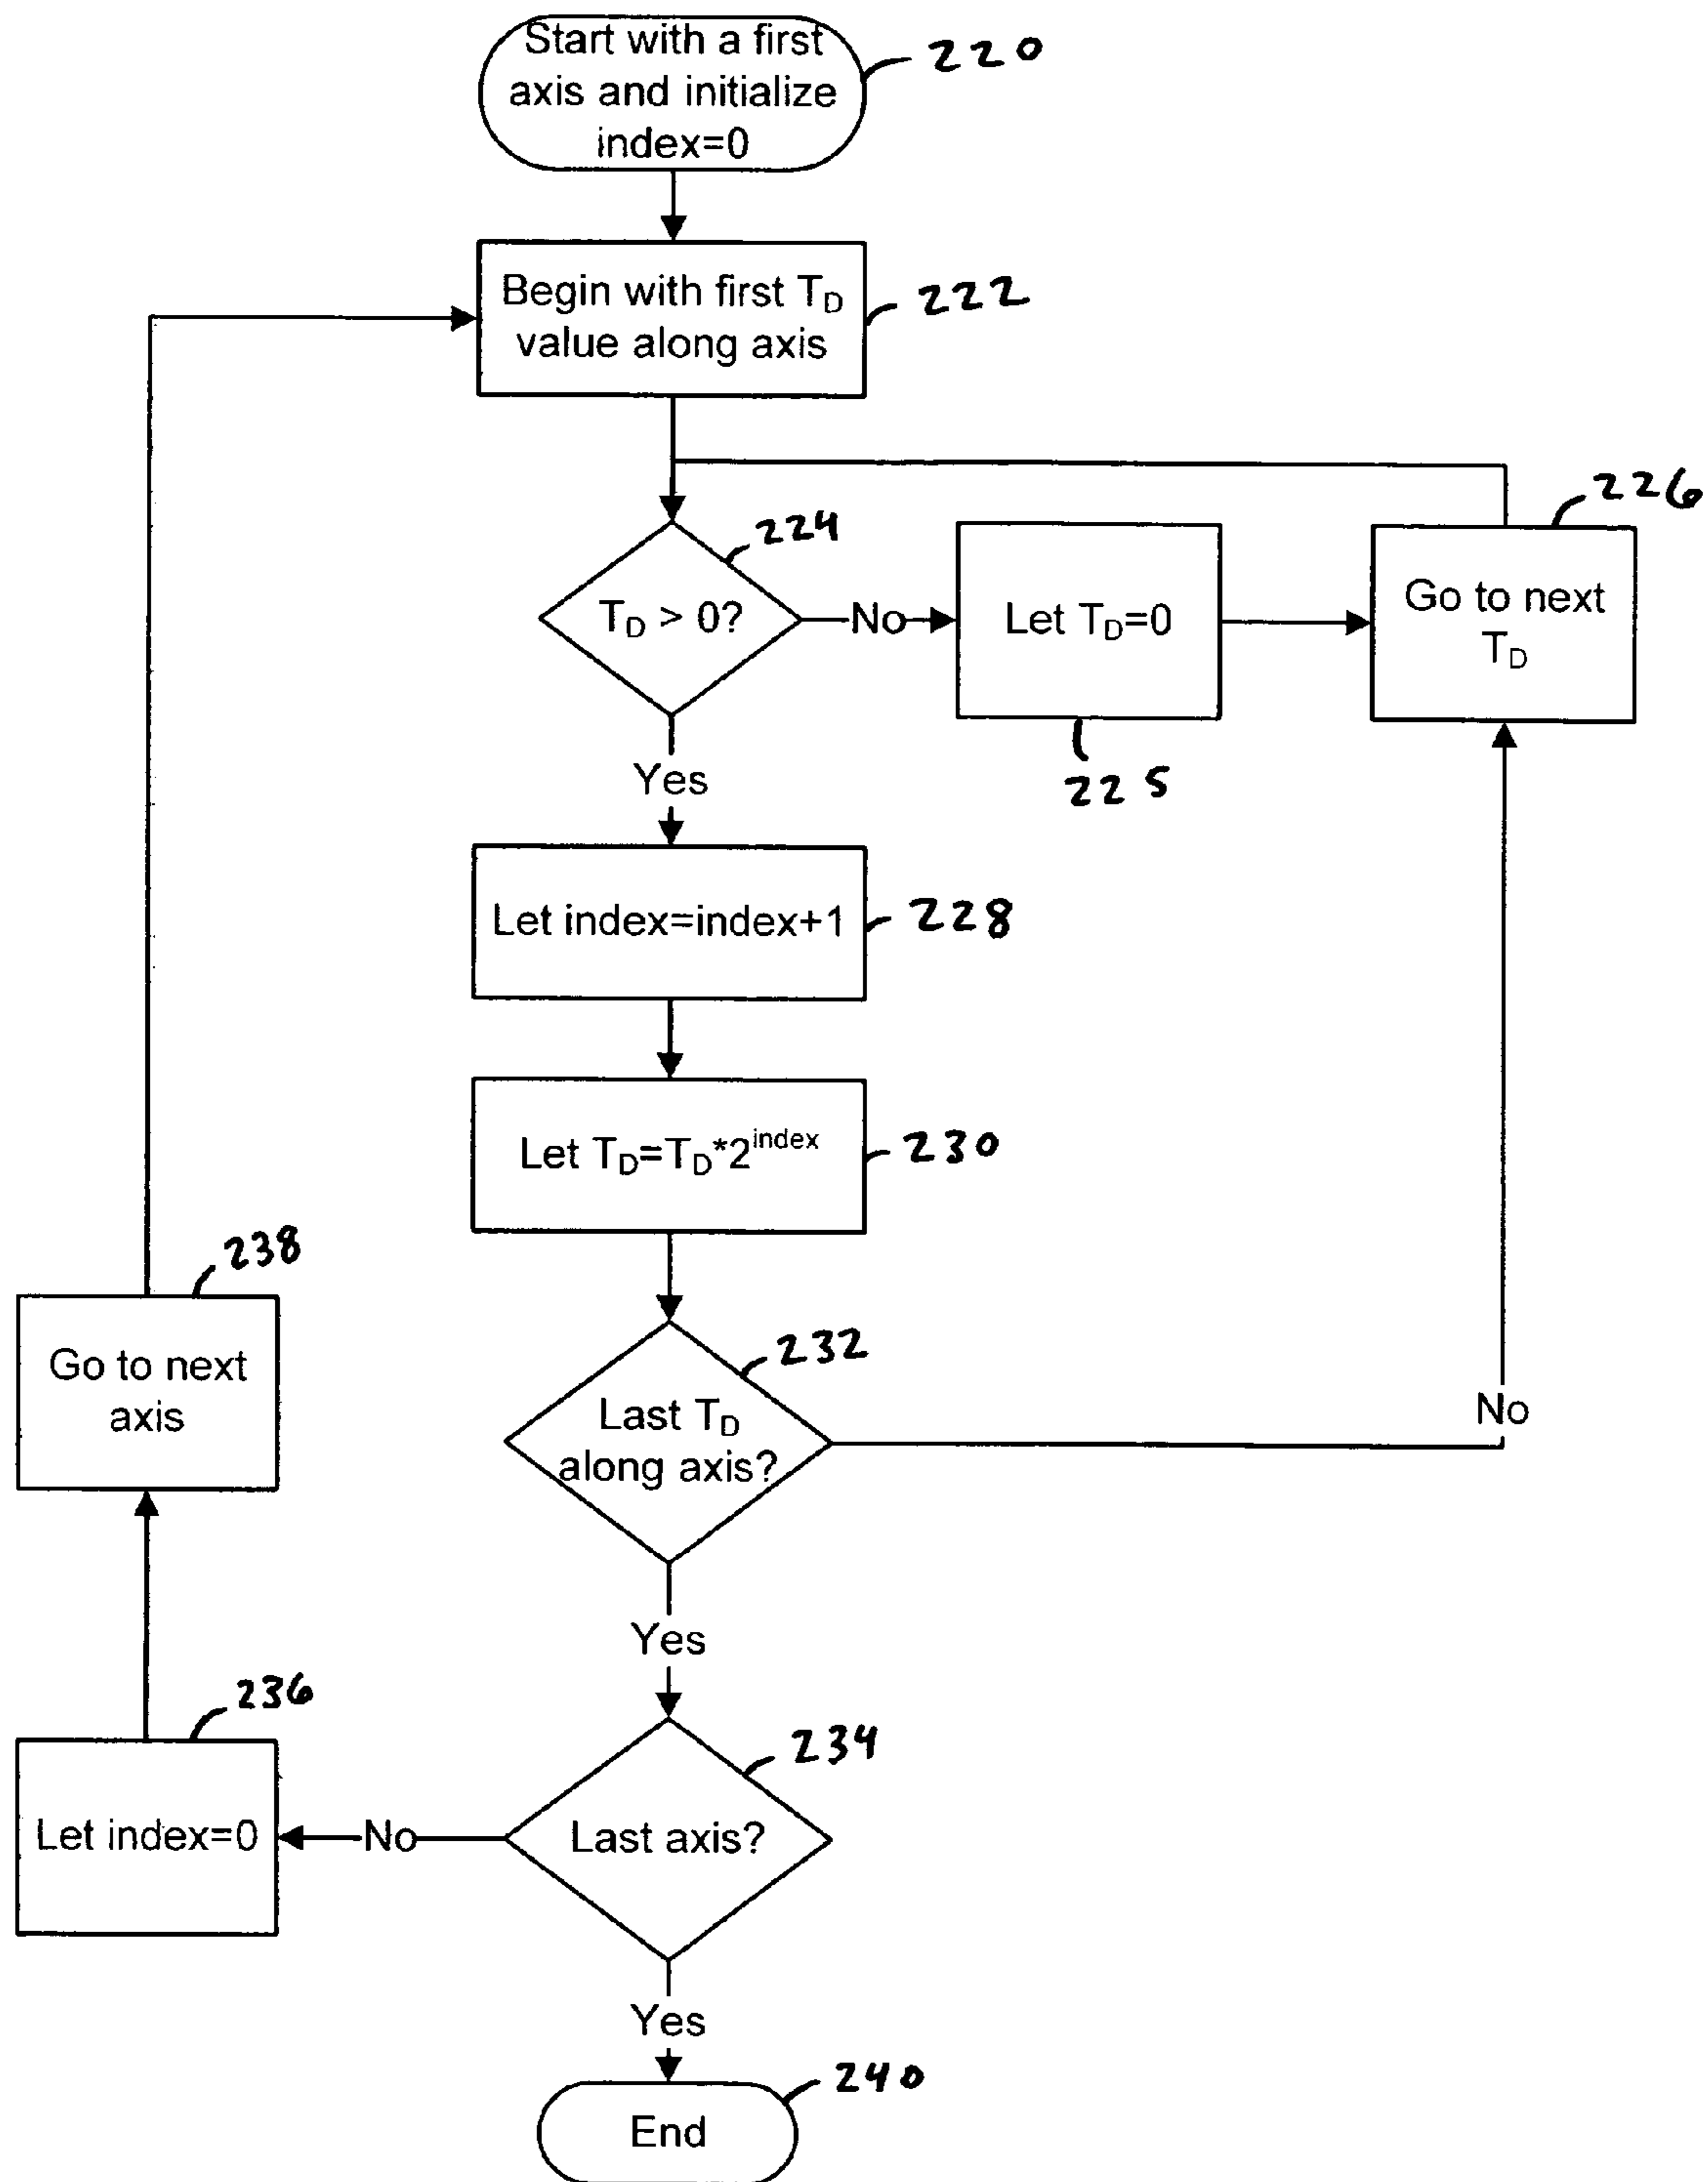 Start with a first
axis and initialize
index=0
220
Begin with first T_D
value along axis
222
224
T_D > 0?
No
Let T_D=0
225
226
Go to next
T_D
Yes
Let index=index+1
228
Let T_D=T_D*2^index
230
238
Go to next
axis
232
Last T_D
along axis?
No
Yes
236
Let index=0
No
234
Last axis?
Yes
240
End